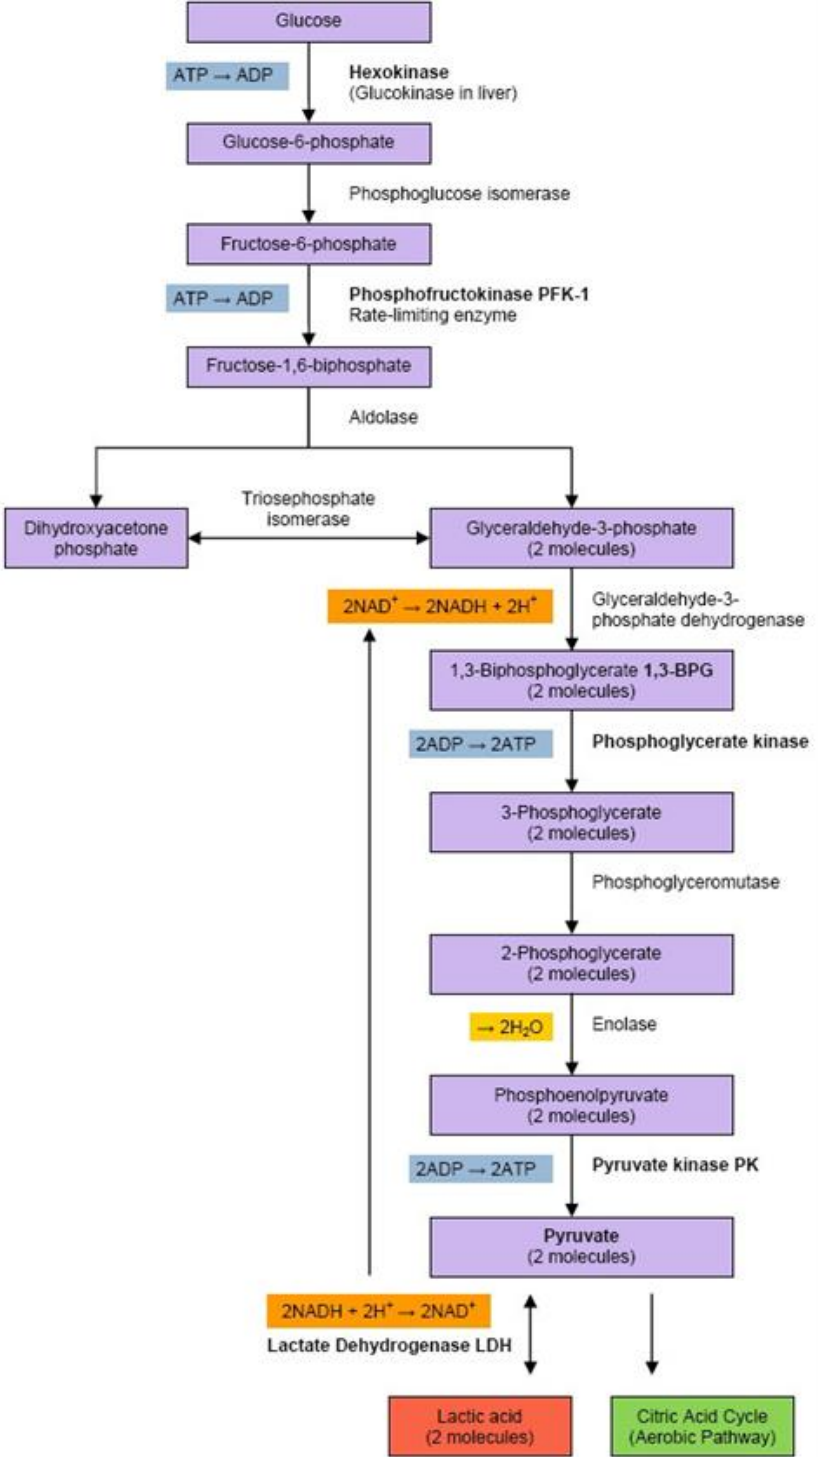 Glucose
ATP → ADP
Hexokinase
(Glucokinase in liver)
Glucose-6-phosphate
Phosphoglucose isomerase
Fructose-6-phosphate
ATP → ADP
Phosphofructokinase PFK-1
Rate-limiting enzyme
Fructose-1,6-biphosphate
Aldolase
Dihydroxyacetone
phosphate
Triosephosphate
isomerase
Glyceraldehyde-3-phosphate
(2 molecules)
2NAD⁺ → 2NADH + 2H⁺
Glyceraldehyde-3-
phosphate dehydrogenase
1,3-Biphosphoglycerate 1,3-BPG
(2 molecules)
2ADP → 2ATP
Phosphoglycerate kinase
3-Phosphoglycerate
(2 molecules)
Phosphoglyceromutase
2-Phosphoglycerate
(2 molecules)
→ 2H₂O
Enolase
Phosphoenolpyruvate
(2 molecules)
2ADP → 2ATP
Pyruvate kinase PK
Pyruvate
(2 molecules)
2NADH + 2H⁺ → 2NAD⁺
Lactate Dehydrogenase LDH
Lactic acid
(2 molecules)
Citric Acid Cycle
(Aerobic Pathway)